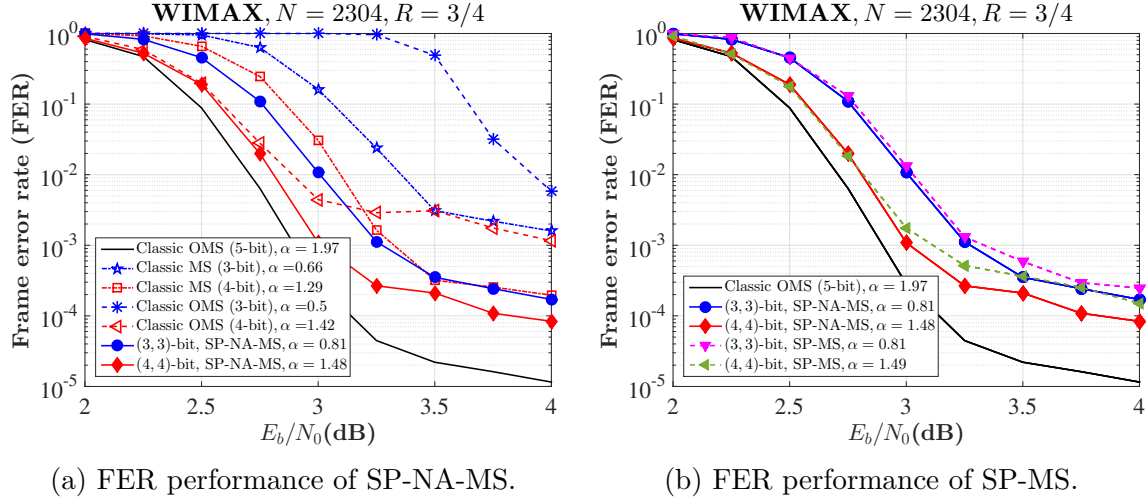 WIMAX, N = 2304, R = 3/4
Frame error rate (FER)
10^0
10^-1
10^-2
10^-3
10^-4
10^-5
Classic OMS (5-bit), α = 1.97
Classic MS (3-bit), α =0.66
Classic MS (4-bit), α =1.29
Classic OMS (3-bit), α =0.5
Classic OMS (4-bit), α =1.42
(3, 3)-bit, SP-NA-MS, α = 0.81
(4, 4)-bit, SP-NA-MS, α = 1.48
2 2.5 3 3.5 4
E_b/N_0(dB)
(a) FER performance of SP-NA-MS.
WIMAX, N = 2304, R = 3/4
Frame error rate (FER)
10^0
10^-1
10^-2
10^-3
10^-4
10^-5
Classic OMS (5-bit), α = 1.97
(3, 3)-bit, SP-NA-MS, α = 0.81
(4, 4)-bit, SP-NA-MS, α = 1.48
(3, 3)-bit, SP-MS, α = 0.81
(4, 4)-bit, SP-MS, α = 1.49
2 2.5 3 3.5 4
E_b/N_0(dB)
(b) FER performance of SP-MS.